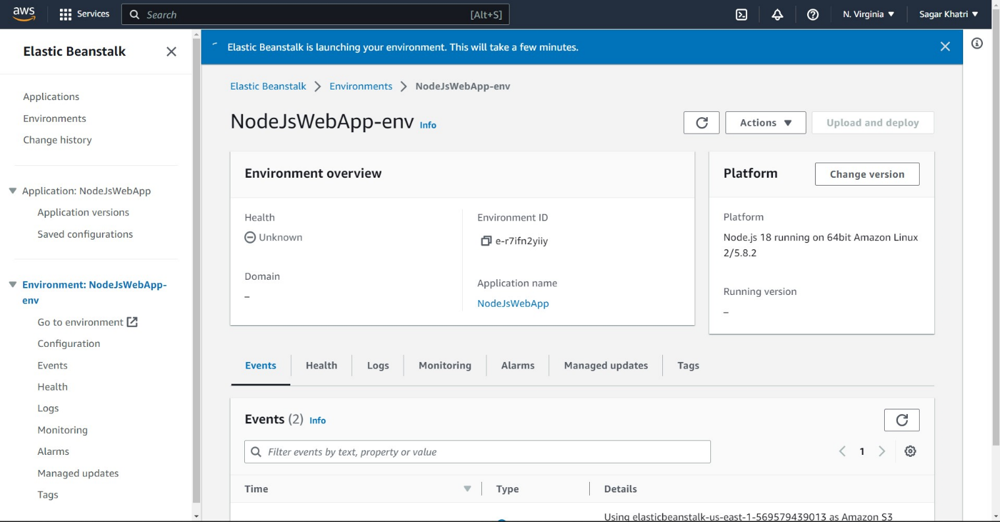 aws
Services
Search
[Alt+S]
N. Virginia
Sagar Khatri
Elastic Beanstalk
Applications
Environments
Change history
Application: NodeJsWebApp
Application versions
Saved configurations
Environment: NodeJsWebApp-
env
Go to environment
Configuration
Events
Health
Logs
Monitoring
Alarms
Managed updates
Tags
Elastic Beanstalk is launching your environment. This will take a few minutes.
Elastic Beanstalk > Environments > NodeJsWebApp-env
NodeJsWebApp-env Info
Actions
Upload and deploy
Environment overview
Health
Unknown
Domain
–
Environment ID
e-r7ifn2yiiy
Application name
NodeJsWebApp
Platform
Change version
Platform
Node.js 18 running on 64bit Amazon Linux
2/5.8.2
Running version
–
Events
Health
Logs
Monitoring
Alarms
Managed updates
Tags
Events (2) Info
Filter events by text, property or value
1
Time
Type
Details
Using elasticbeanstalk-us-east-1-569579439013 as Amazon S3